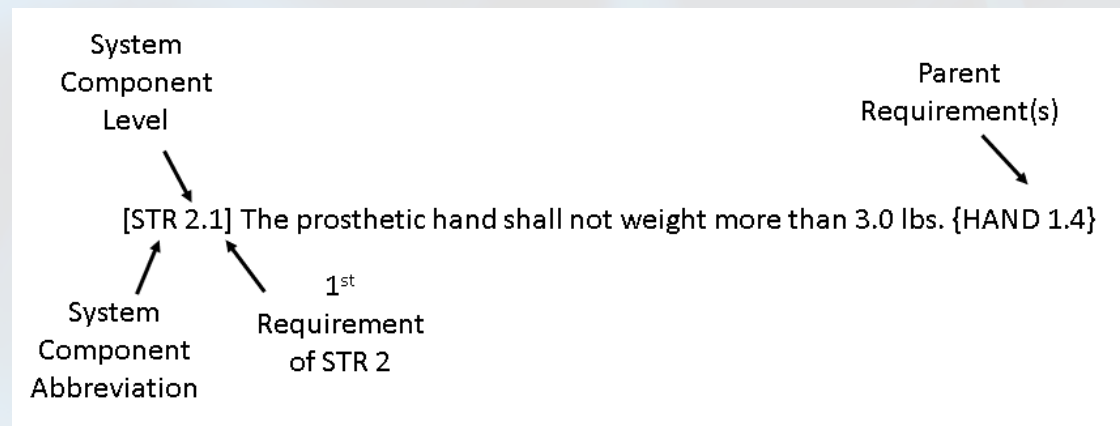 System
Component
Level
Parent
Requirement(s)
[STR 2.1] The prosthetic hand shall not weight more than 3.0 lbs. {HAND 1.4}
System
Component
Abbreviation
1st
Requirement
of STR 2